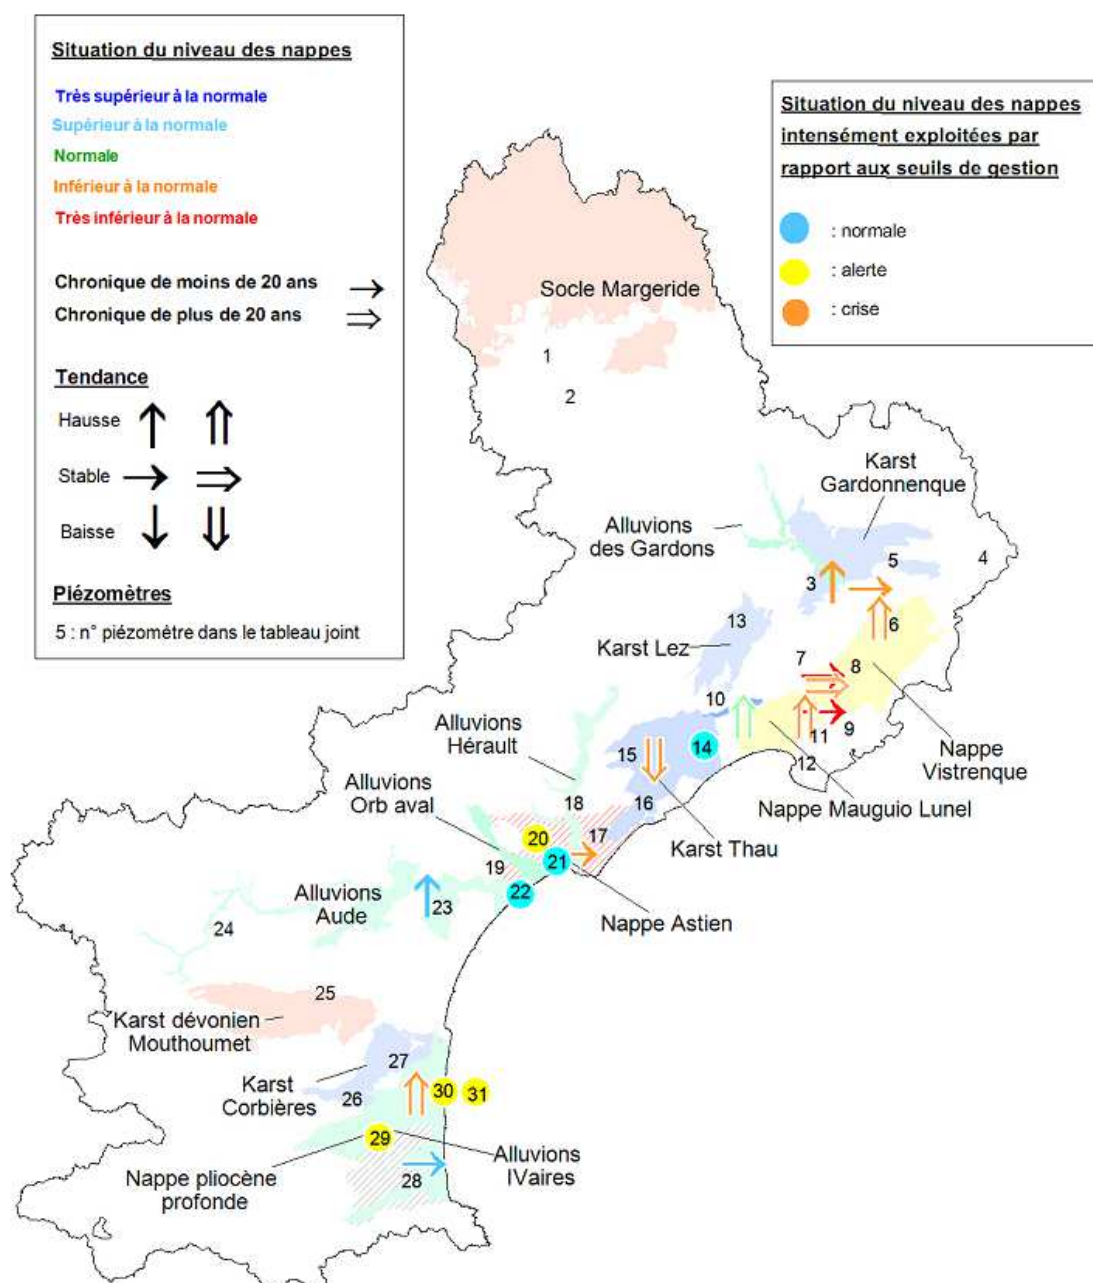 Situation du niveau des nappes
Très supérieur à la normale
Supérieur à la normale
Normale
Inférieur à la normale
Très inférieur à la normale
Chronique de moins de 20 ans
Chronique de plus de 20 ans
Tendance
Hausse
Stable
Baisse
Piézomètres
5 : n° piézomètre dans le tableau joint
Situation du niveau des nappes
intensément exploitées par
rapport aux seuils de gestion
: normale
: alerte
: crise
Socle Margeride
1
2
Karst
Gardonnenque
Alluvions
des Gardons
3
5
4
6
13
Karst Lez
7
8
10
11
9
12
Nappe
Vistrenque
Nappe Mauguio Lunel
Alluvions
Hérault
15
14
16
Karst Thau
Alluvions
Orb aval
18
17
20
21
19
22
Nappe Astien
Alluvions
Aude
23
24
25
Karst dévonien
Mouthoumet
27
Karst
Corbières
26
30
31
29
Alluvions
IVaires
Nappe pliocène
profonde
28